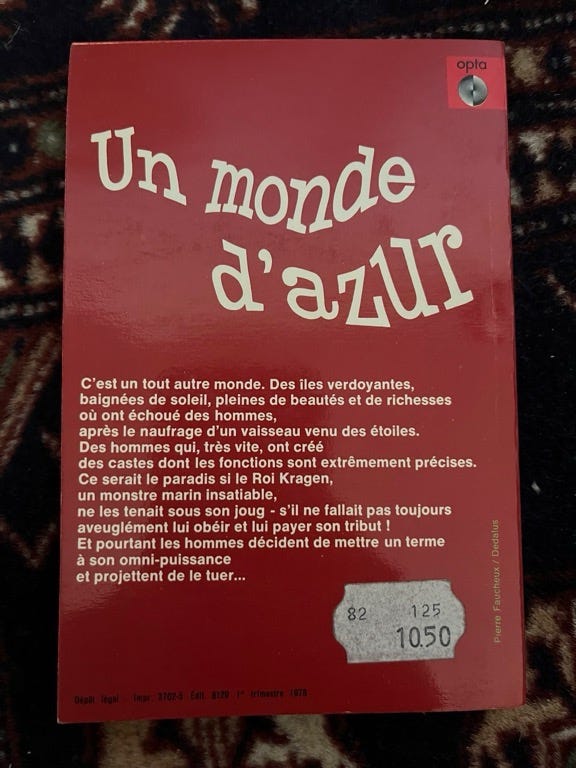 opta
Un monde
d'azur
C'est un tout autre monde. Des îles verdoyantes,
baignées de soleil, pleines de beautés et de richesses
où ont échoué des hommes,
après le naufrage d'un vaisseau venu des étoiles.
Des hommes qui, très vite, ont créé
des castes dont les fonctions sont extrêmement précises.
Ce serait le paradis si le Roi Kragen,
un monstre marin insatiable,
ne les tenait sous son joug - s'il ne fallait pas toujours
aveuglément lui obéir et lui payer son tribut !
Et pourtant les hommes décident de mettre un terme
à son omni-puissance
et projettent de le tuer...
Pierre Faucheux / Dedalus
82 125
1050
Dépôt légal - Impr. 3702-5 Édit. 8120 1er trimestre 1978